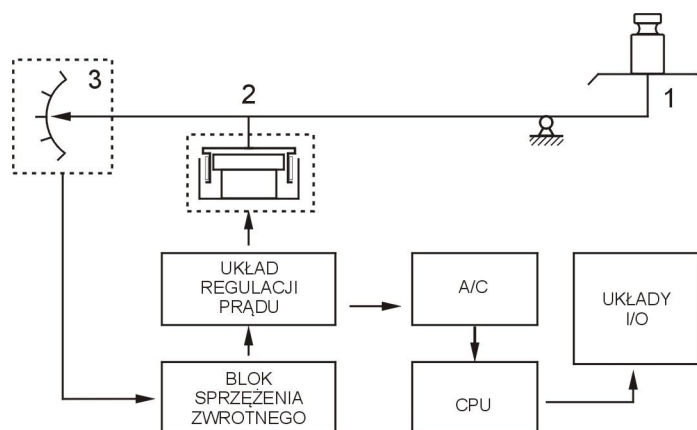 3
2
1
UKŁAD
REGULACJI
PRĄDU
A/C
UKŁADY
I/O
BLOK
SPRZĘŻENIA
ZWROTNEGO
CPU